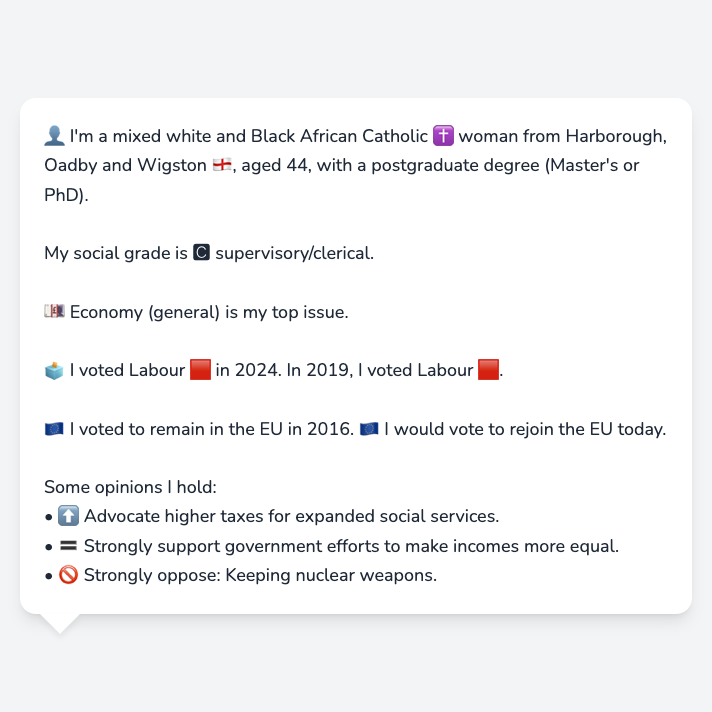 👤 I'm a mixed white and Black African Catholic ✝️ woman from Harborough,
Oadby and Wigston 🏴󠁧󠁢󠁥󠁮󠁧󠁿, aged 44, with a postgraduate degree (Master's or
PhD).
My social grade is 🅲 supervisory/clerical.
💷 Economy (general) is my top issue.
🗳️ I voted Labour 🟥 in 2024. In 2019, I voted Labour 🟥.
🇪🇺 I voted to remain in the EU in 2016. 🇪🇺 I would vote to rejoin the EU today.
Some opinions I hold:
• ⬆️ Advocate higher taxes for expanded social services.
• 🟰 Strongly support government efforts to make incomes more equal.
• 🚫 Strongly oppose: Keeping nuclear weapons.